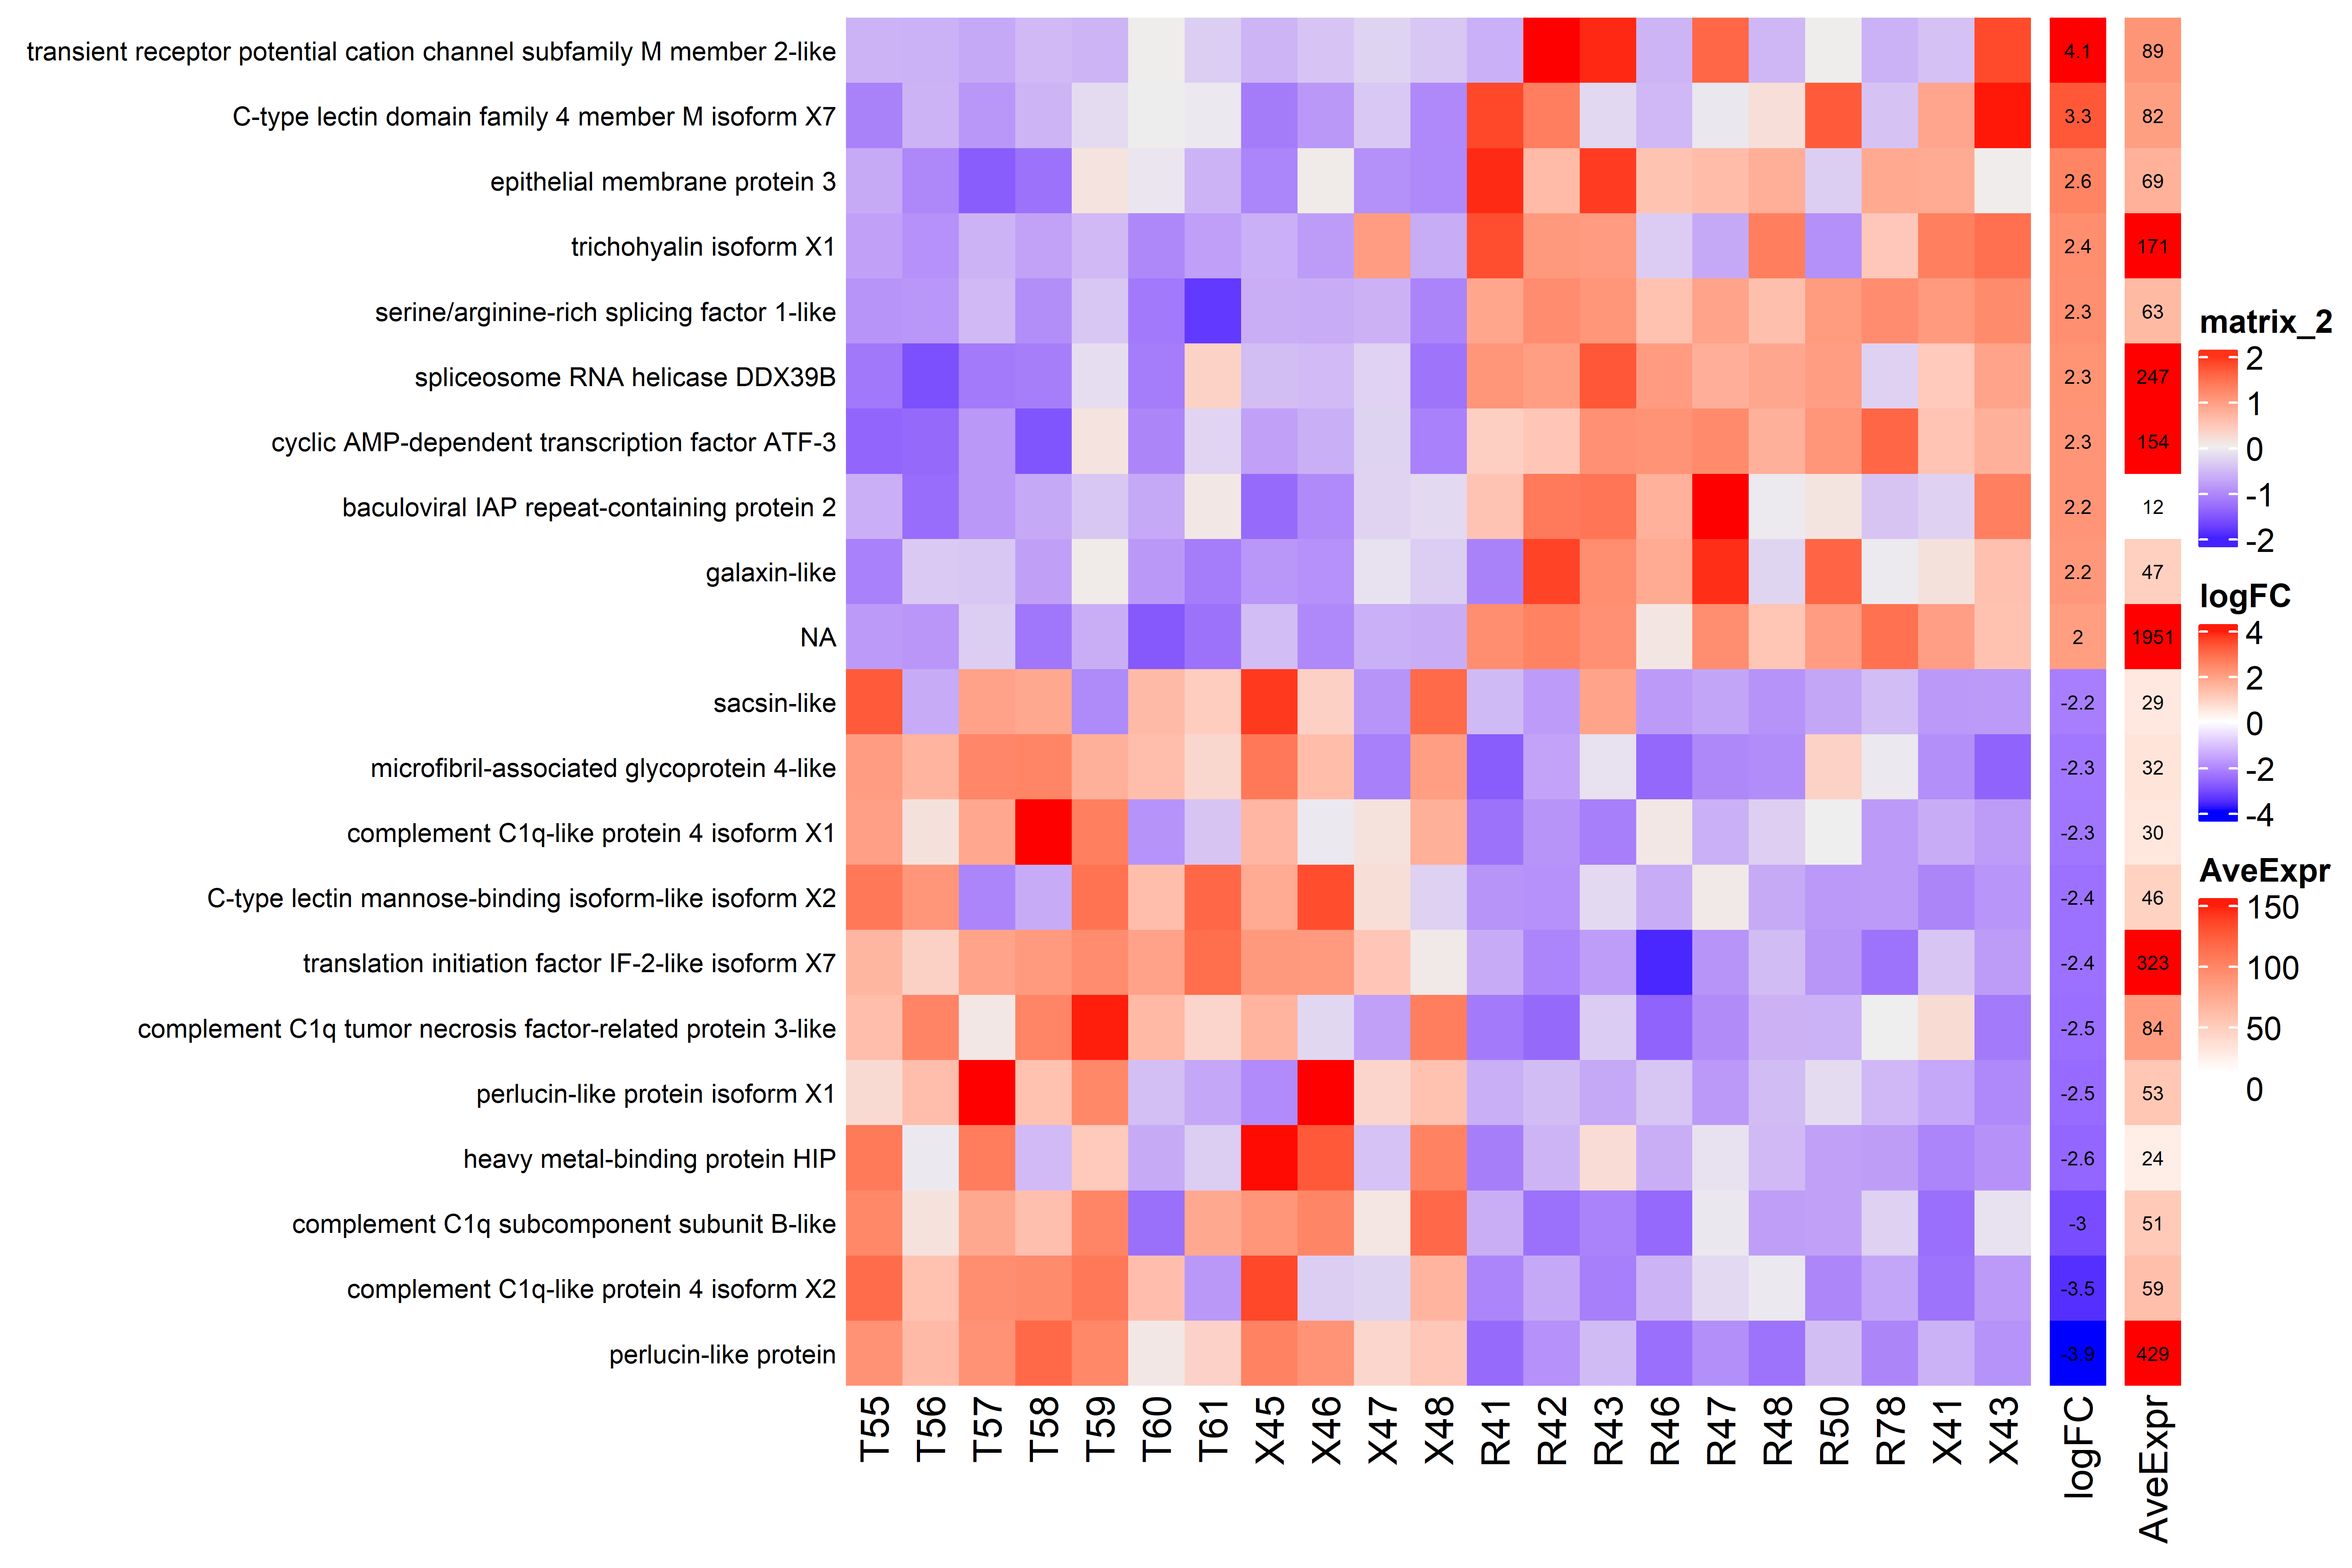 transient receptor potential cation channel subfamily M member 2-like 4.1 89
C-type lectin domain family 4 member M isoform X7 3.3 82
epithelial membrane protein 3 2.6 69
trichohyalin isoform X1 2.4 171
serine/arginine-rich splicing factor 1-like 2.3 63
spliceosome RNA helicase DDX39B 2.3 247
cyclic AMP-dependent transcription factor ATF-3 2.3 154
baculoviral IAP repeat-containing protein 2 2.2 12
galaxin-like 2.2 47
NA 2 1951
sacsin-like -2.2 29
microfibril-associated glycoprotein 4-like -2.3 32
complement C1q-like protein 4 isoform X1 -2.3 30
C-type lectin mannose-binding isoform-like isoform X2 -2.4 46
translation initiation factor IF-2-like isoform X7 -2.4 323
complement C1q tumor necrosis factor-related protein 3-like -2.5 84
perlucin-like protein isoform X1 -2.5 53
heavy metal-binding protein HIP -2.6 24
complement C1q subcomponent subunit B-like -3 51
complement C1q-like protein 4 isoform X2 -3.5 59
perlucin-like protein -3.9 429
T55 T56 T57 T58 T59 T60 T61 X45 X46 X47 X48 R41 R42 R43 R46 R47 R48 R50 R78 X41 X43 logFC AveExpr
matrix_2
2
1
0
-1
-2
logFC
4
2
0
-2
-4
AveExpr
150
100
50
0